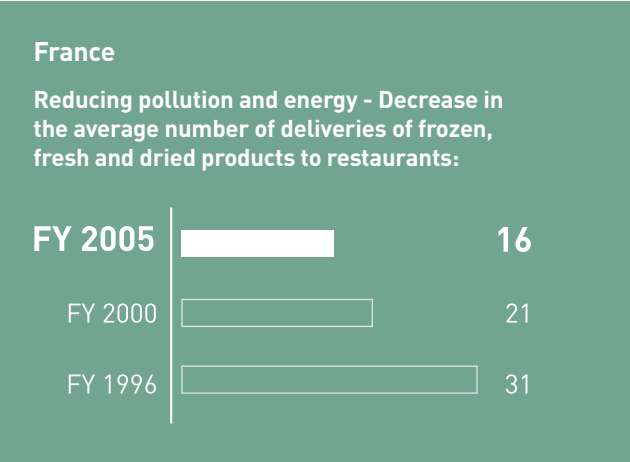 France
Reducing pollution and energy - Decrease in
the average number of deliveries of frozen,
fresh and dried products to restaurants:
FY 2005 16
FY 2000 21
FY 1996 31